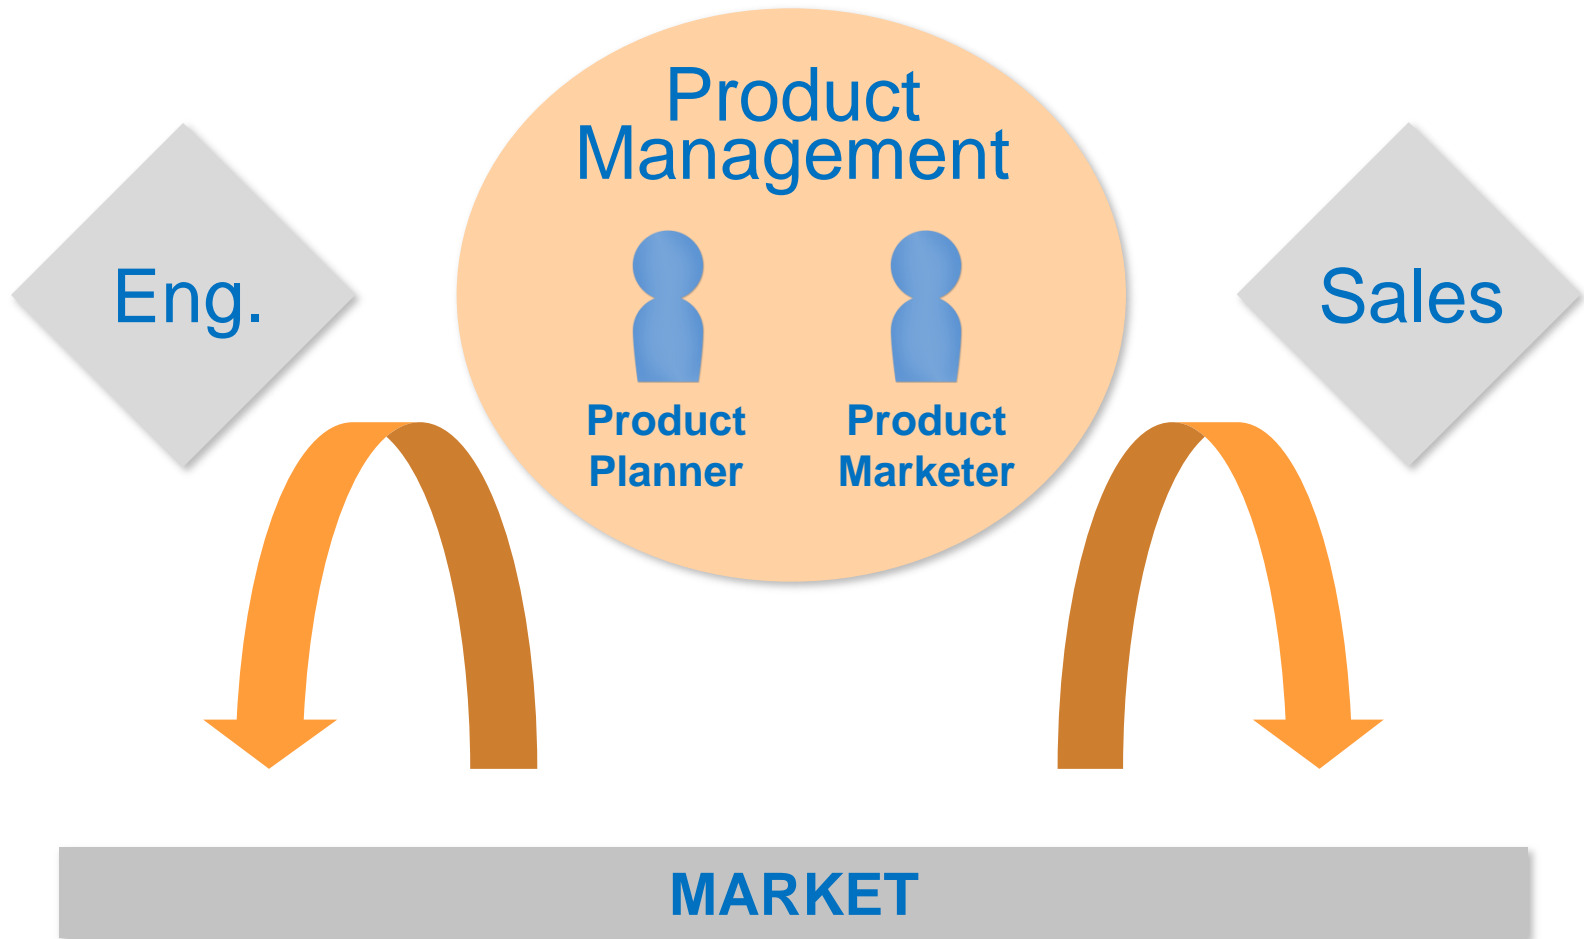 Product
Management
Eng.
Sales
Product
Planner
Product
Marketer
MARKET